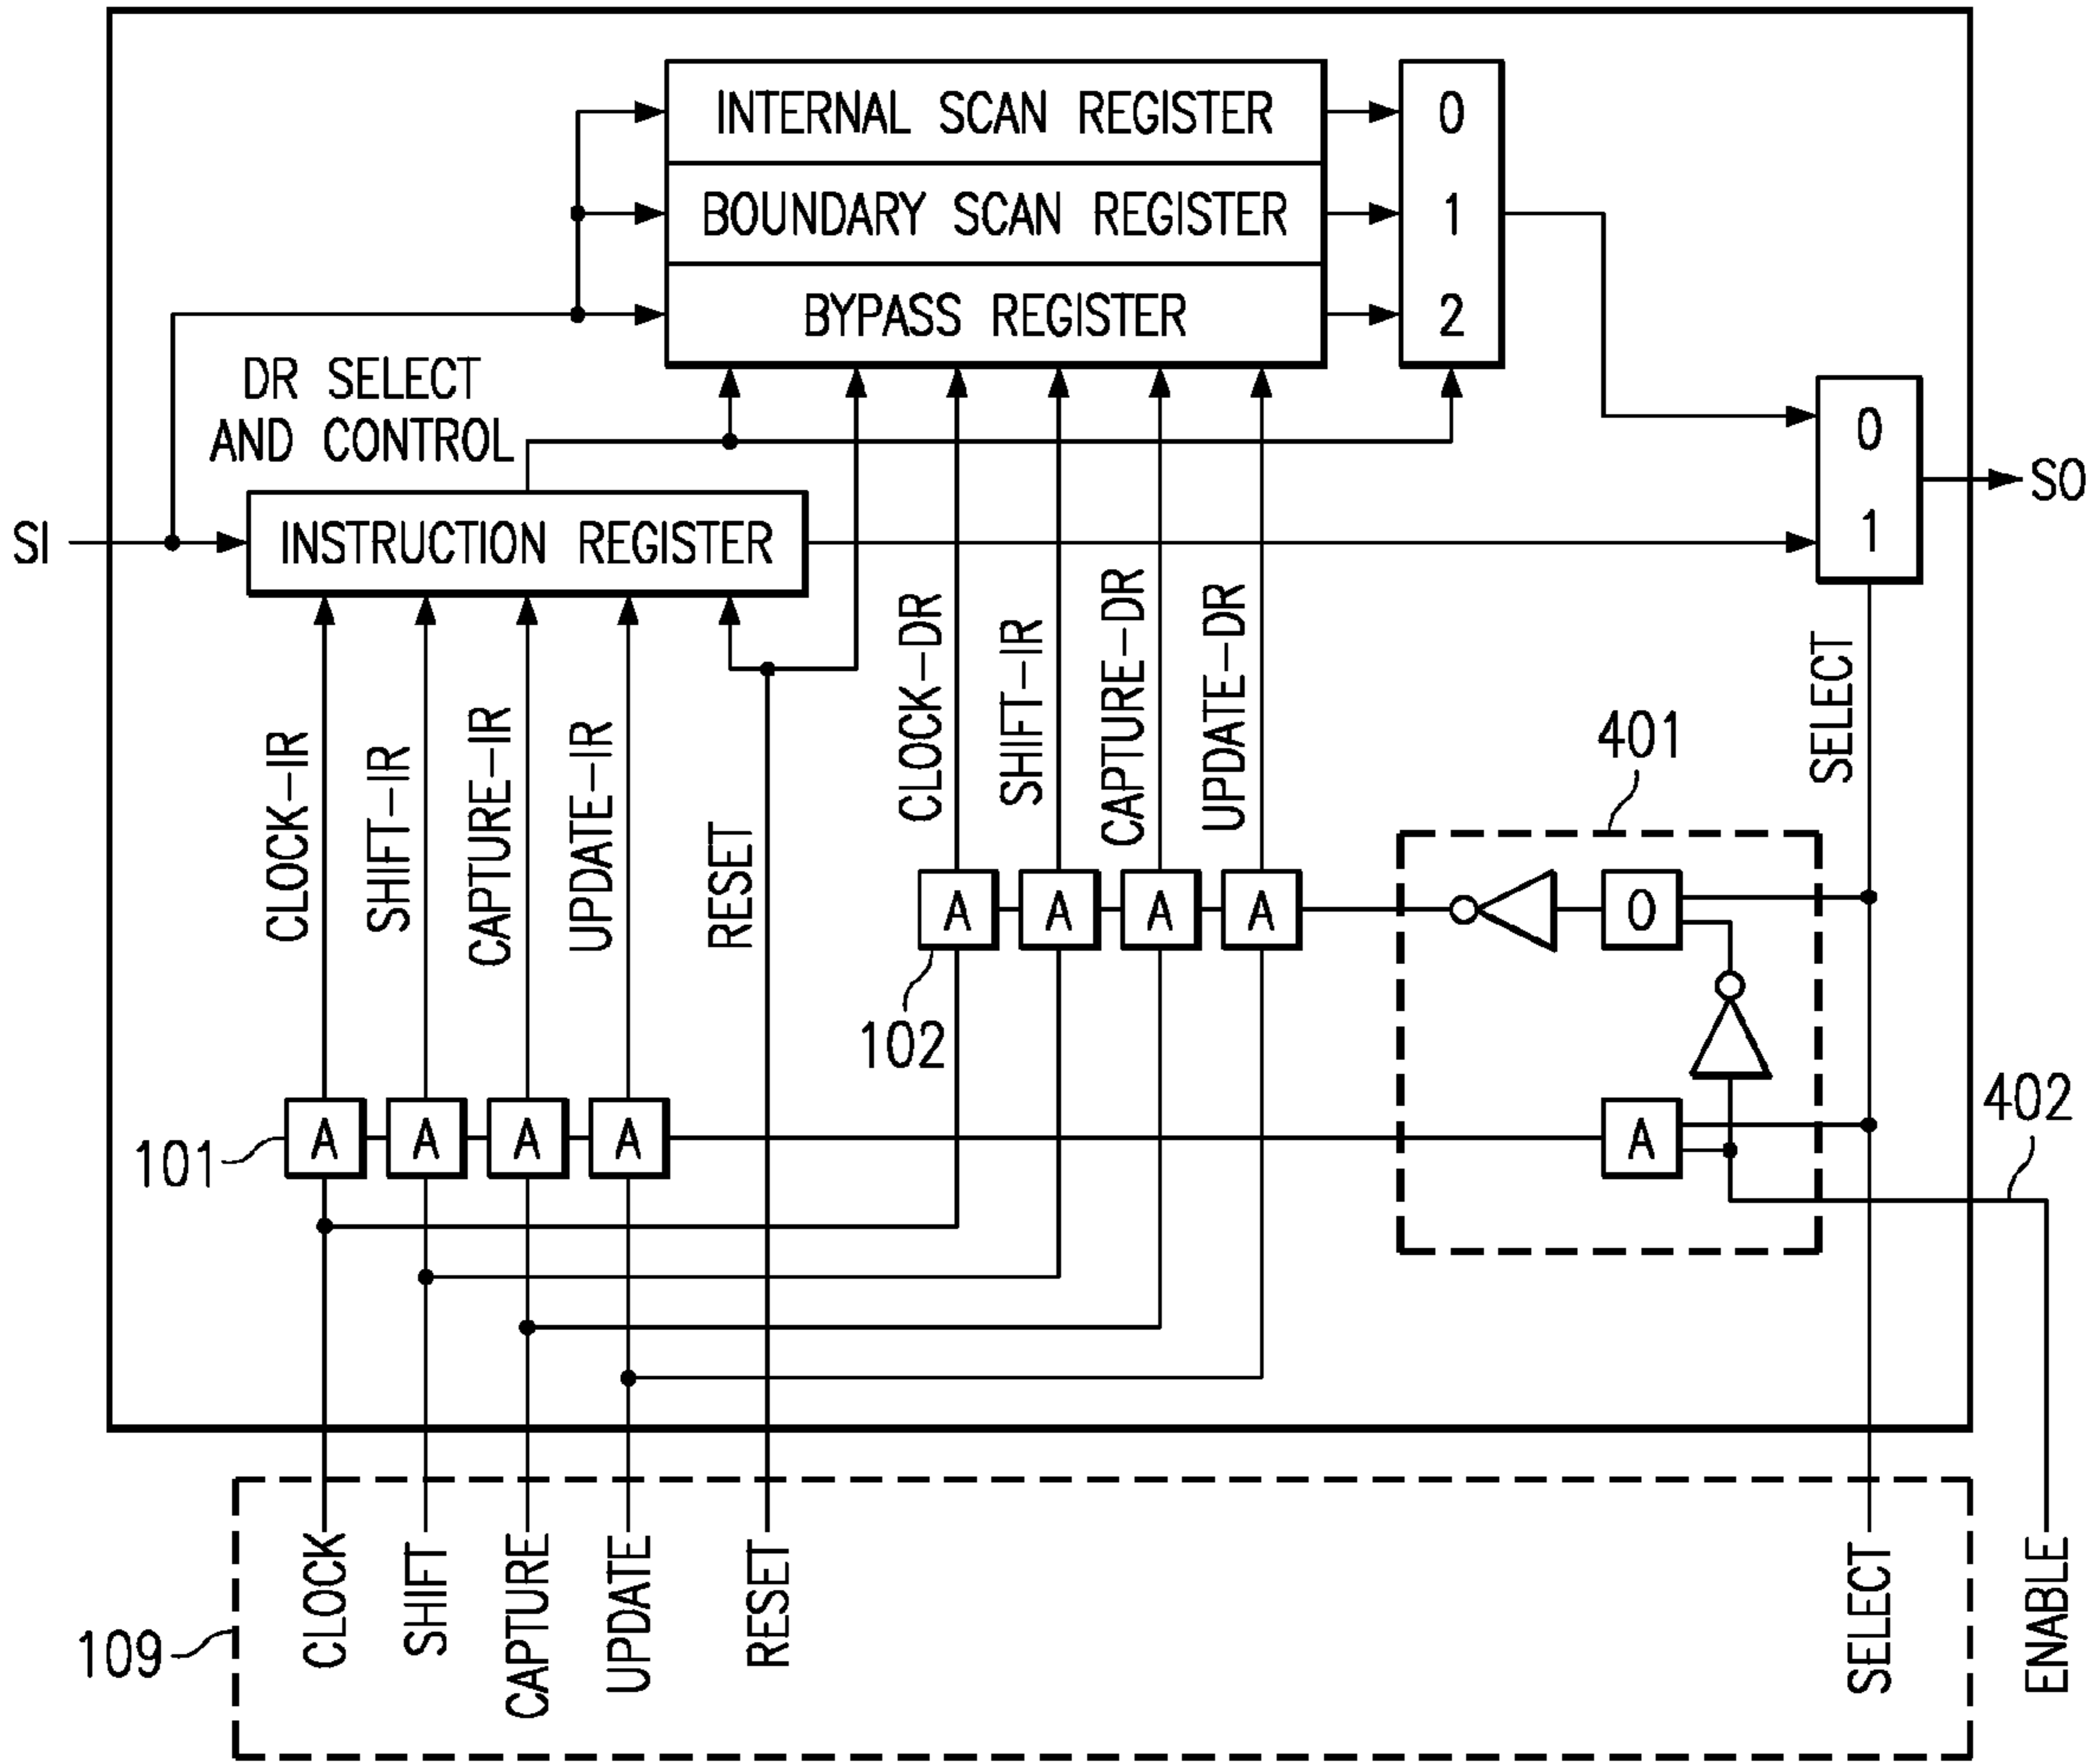 INTERNAL SCAN REGISTER
0
BOUNDARY SCAN REGISTER
1
BYPASS REGISTER
2
DR SELECT
AND CONTROL
0
SO
1
SI
INSTRUCTION REGISTER
CLOCK-IR
SHIFT-IR
CAPTURE-IR
UPDATE-IR
RESET
CLOCK-DR
SHIFT-IR
CAPTURE-DR
UPDATE-DR
SELECT
401
A
A
A
A
O
102
402
101
A
A
A
A
A
109
CLOCK
SHIFT
CAPTURE
UPDATE
RESET
SELECT
ENABLE